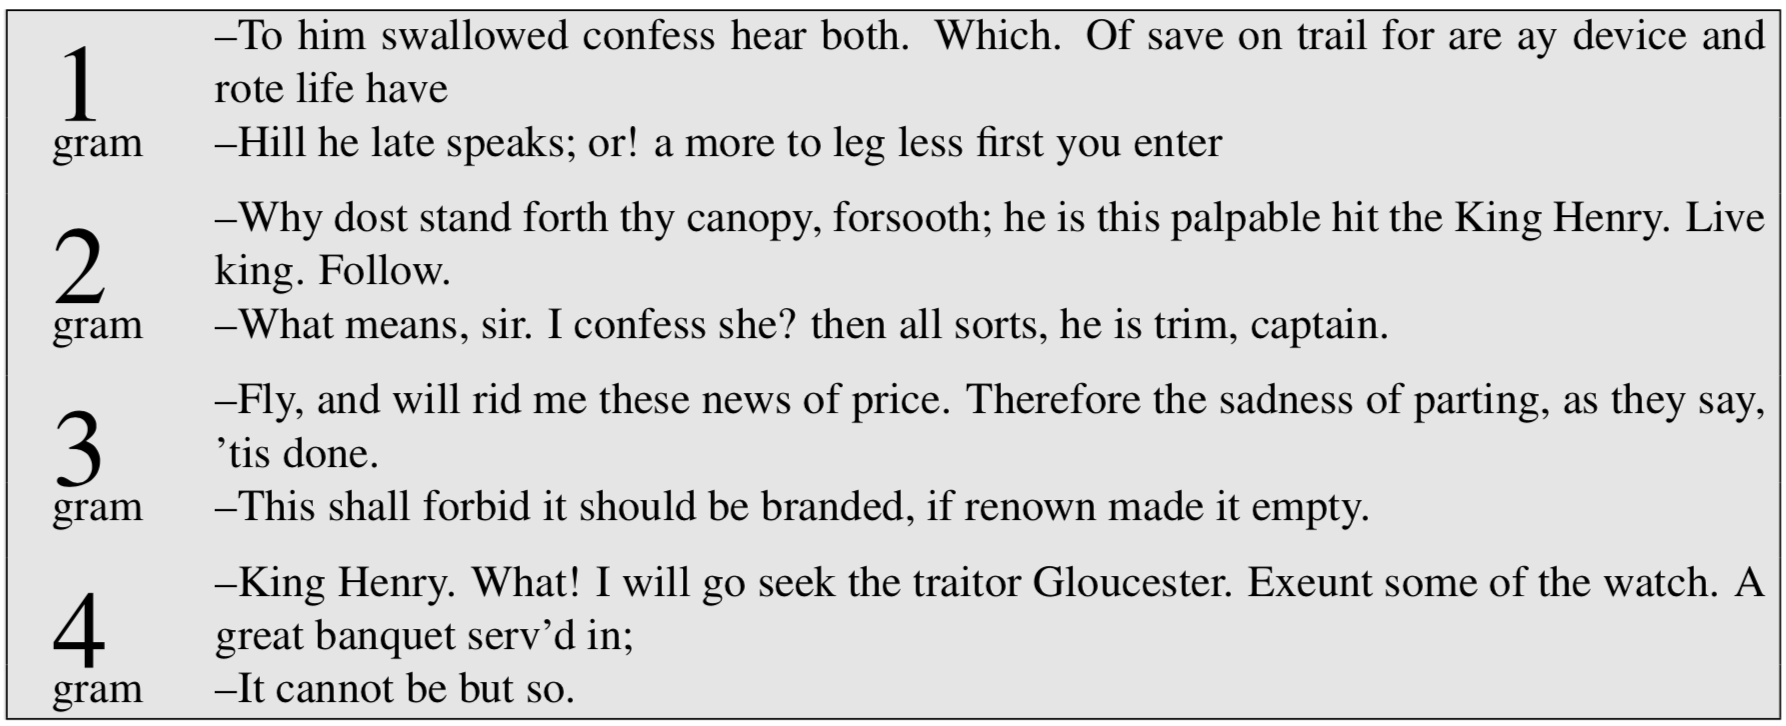 1
gram
–To him swallowed confess hear both. Which. Of save on trail for are ay device and
rote life have
–Hill he late speaks; or! a more to leg less first you enter
2
gram
–Why dost stand forth thy canopy, forsooth; he is this palpable hit the King Henry. Live
king. Follow.
–What means, sir. I confess she? then all sorts, he is trim, captain.
3
gram
–Fly, and will rid me these news of price. Therefore the sadness of parting, as they say,
’tis done.
–This shall forbid it should be branded, if renown made it empty.
4
gram
–King Henry. What! I will go seek the traitor Gloucester. Exeunt some of the watch. A
great banquet serv’d in;
–It cannot be but so.